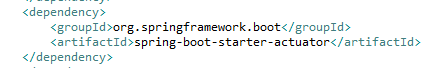 <dependency>
<groupId>org.springframework.boot</groupId>
<artifactId>spring-boot-starter-actuator</artifactId>
</dependency>